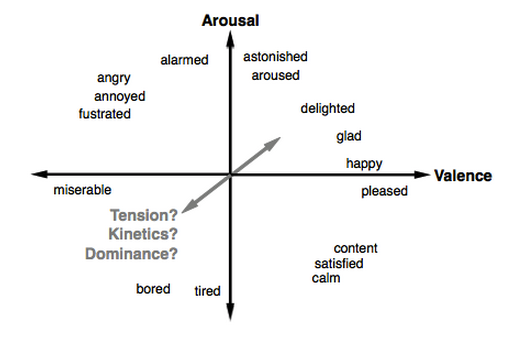 Arousal
alarmed
astonished
aroused
angry
annoyed
fustrated
delighted
glad
happy
Valence
miserable
pleased
Tension?
Kinetics?
Dominance?
content
satisfied
calm
bored
tired